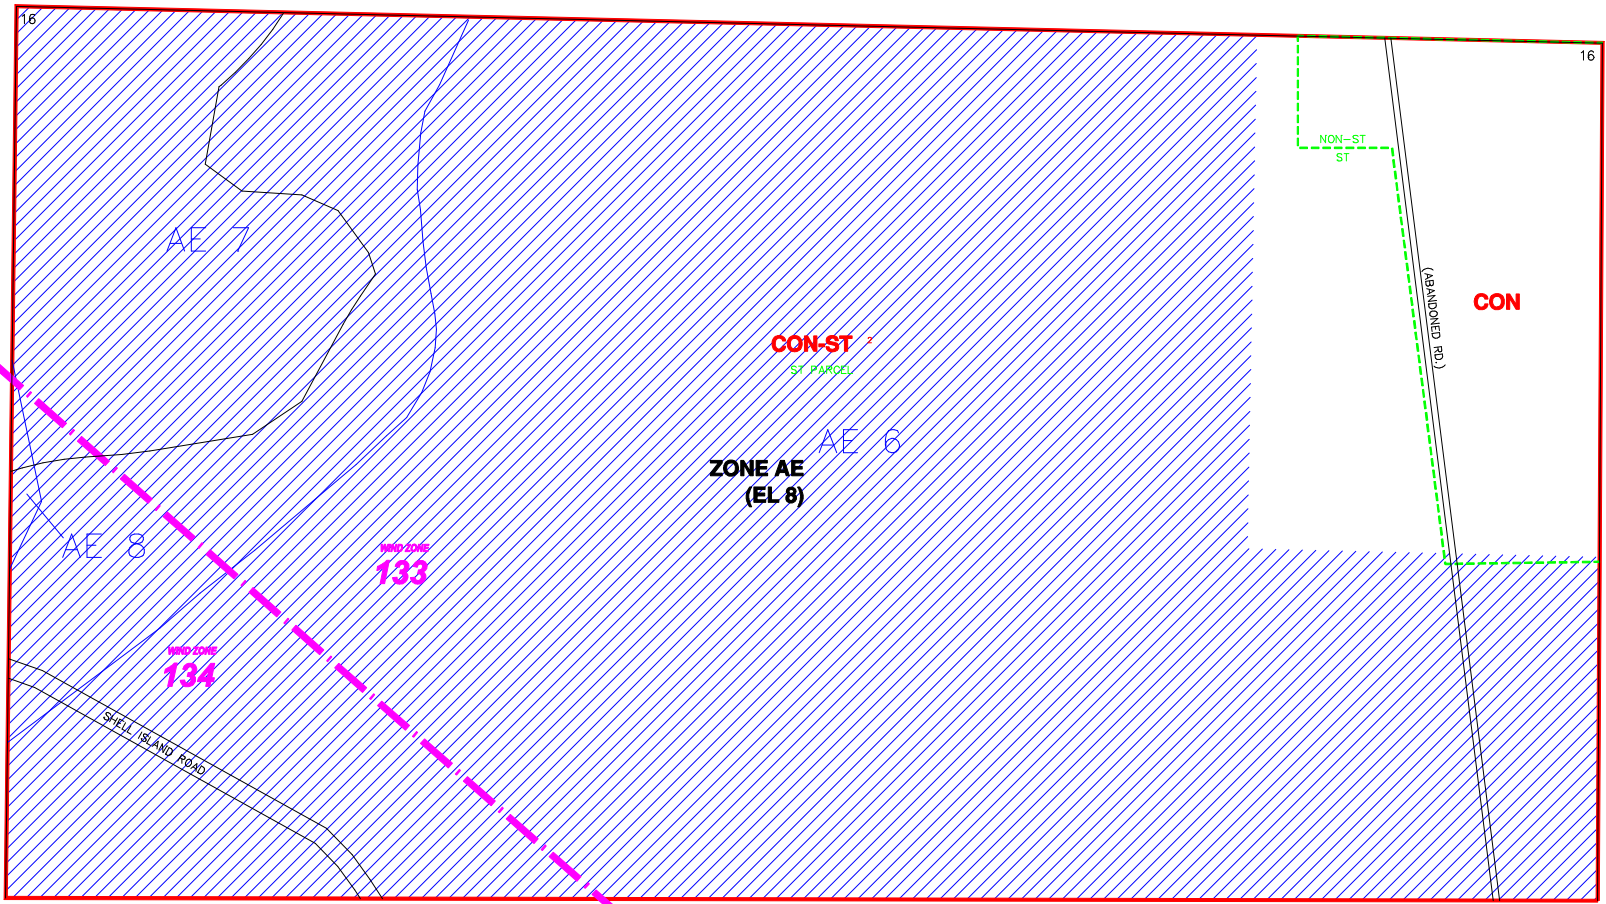 16
16
NON-ST
ST
AE 7
(ABANDONED RD.)
CON
CON-ST 2
ST PARCEL
AE 6
ZONE AE
(EL 8)
AE 8
WIND ZONE
133
WIND ZONE
134
SHELL ISLAND ROAD